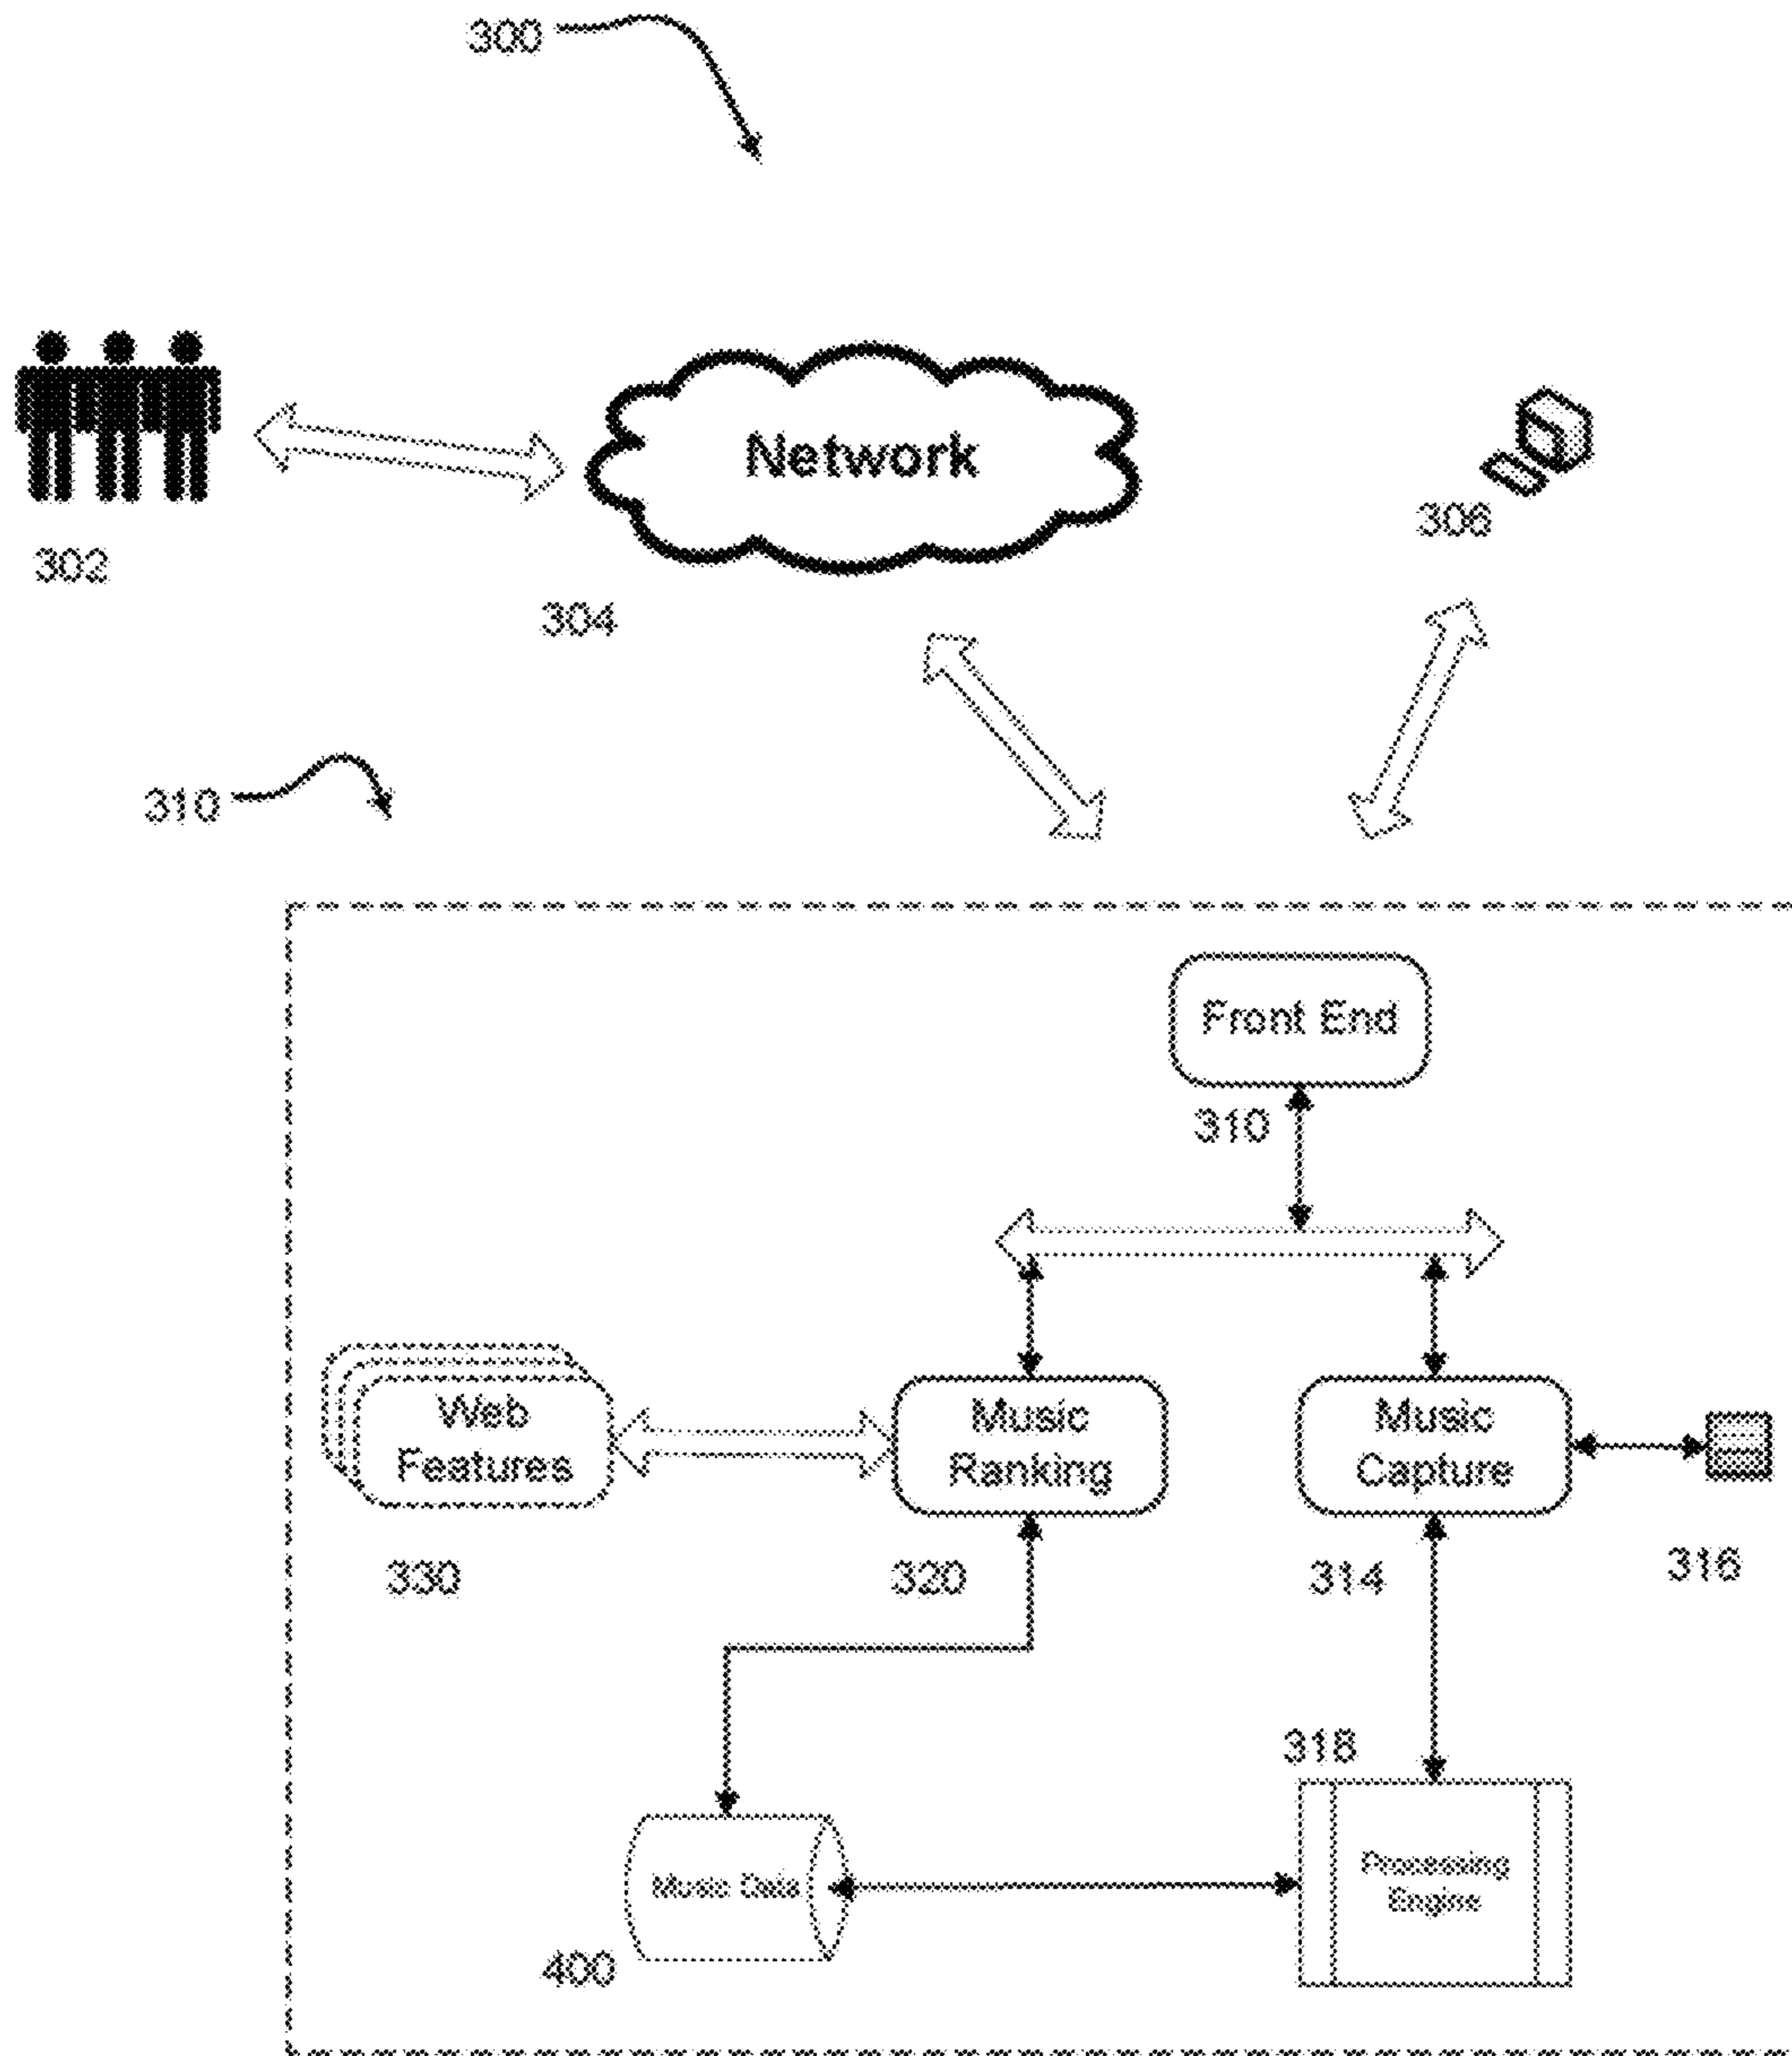 300
Network
306
302
304
310
Front End
310
Web
Features
Music
Ranking
Music
Capture
330
320
314
316
318
Music Data
Processing
Engine
400